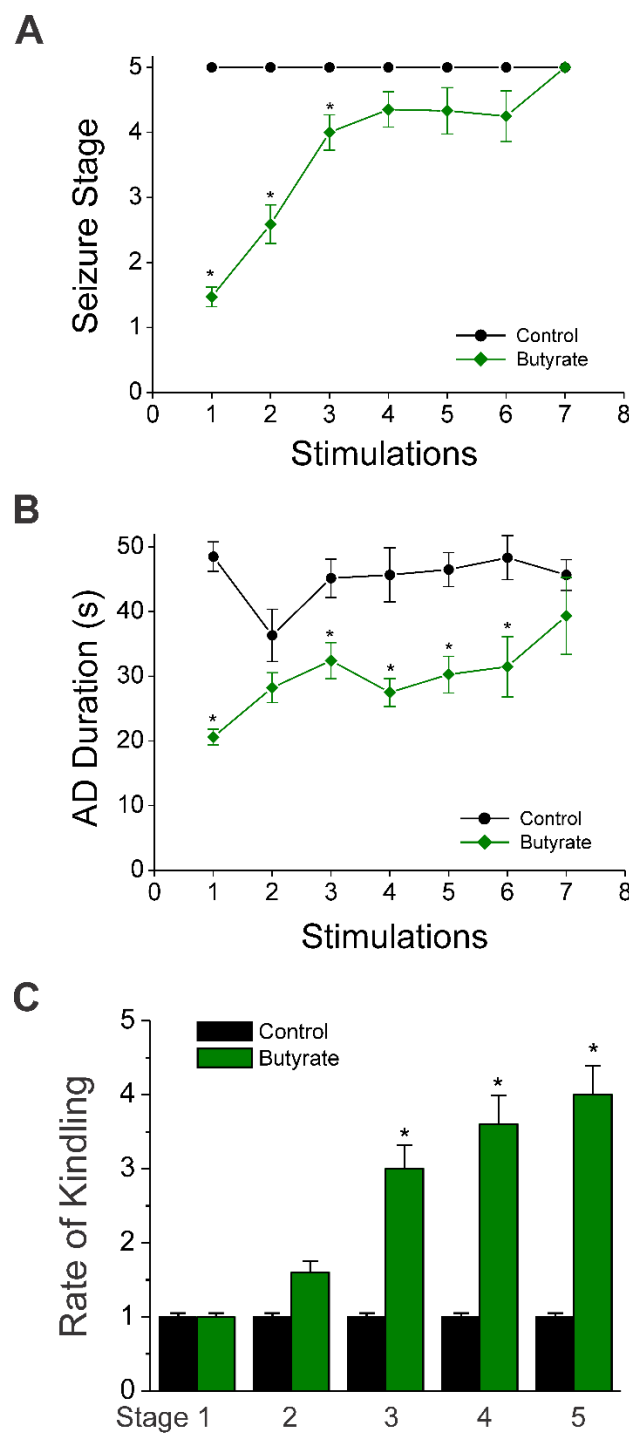 A
5
4
3
2
1
0
Seizure Stage
*
*
*
Control
Butyrate
0 1 2 3 4 5 6 7 8
Stimulations
B
50
40
30
20
10
0
AD Duration (s)
*
*
*
*
*
Control
Butyrate
0 1 2 3 4 5 6 7 8
Stimulations
C
5
4
3
2
1
0
Rate of Kindling
Control
Butyrate
*
*
*
Stage 1 2 3 4 5